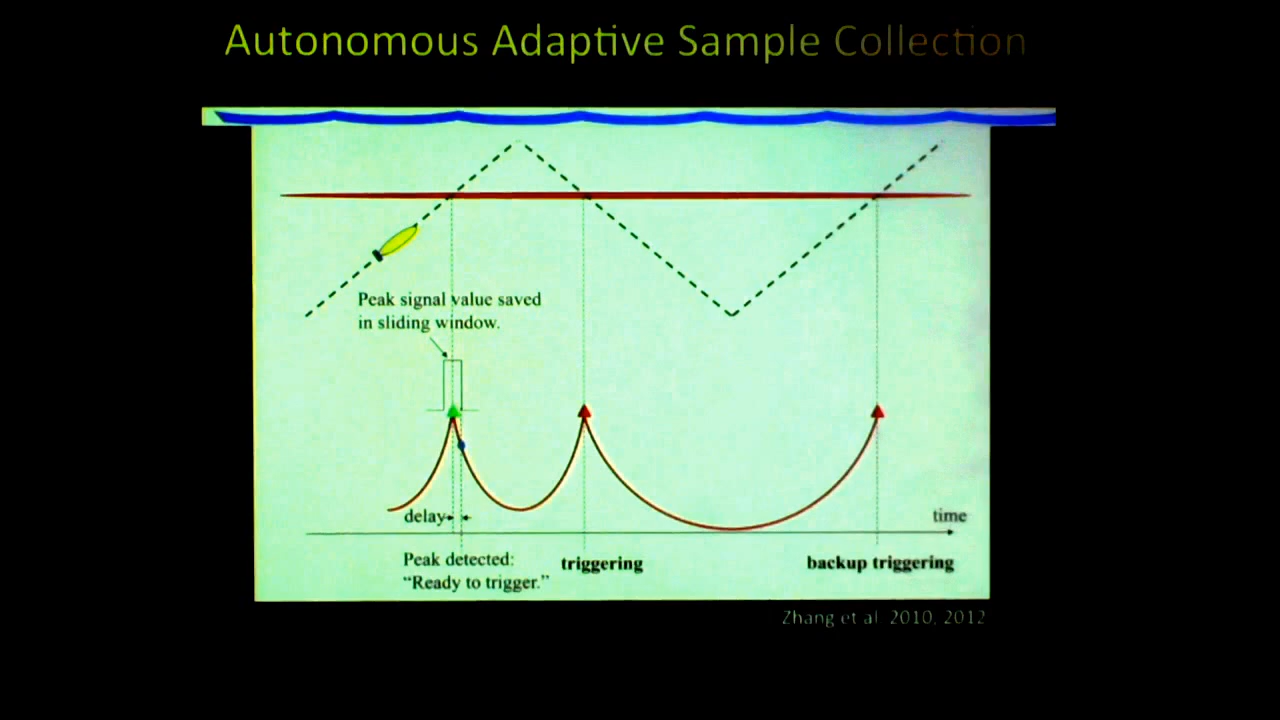 Autonomous Adaptive Sample Collection
Peak signal value saved
in sliding window.
delay
time
Peak detected:
“Ready to trigger.”
triggering
backup triggering
Zhang et al 2010, 2012